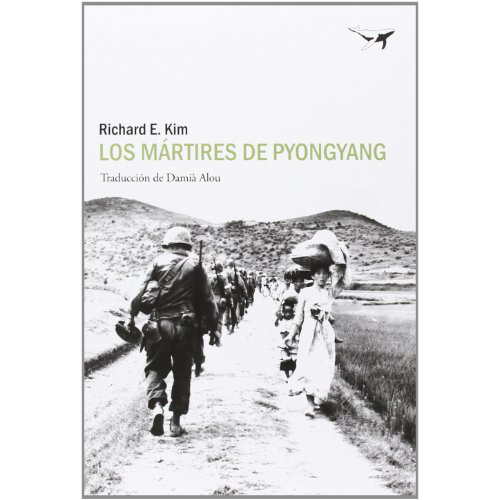 Richard E. Kim
LOS MÁRTIRES DE PYONGYANG
Traducción de Damià Alou